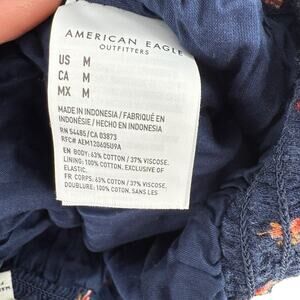 AMERICAN EAGLE
OUTFITTERS
US M
CA M
MX M
MADE IN INDONESIA / FABRIQUÉ EN
INDONÉSIE / HECHO EN INDONESIA
RN 54485/CA 03873
RFC# AEM120605U9A
EN BODY: 63% COTTON / 37% VISCOSE.
LINING: 100% COTTON. EXCLUSIVE OF
ELASTIC.
FR CORPS: 63% COTON / 37% VISCOSE.
DOUBLURE: 100% COTON. SANS LES